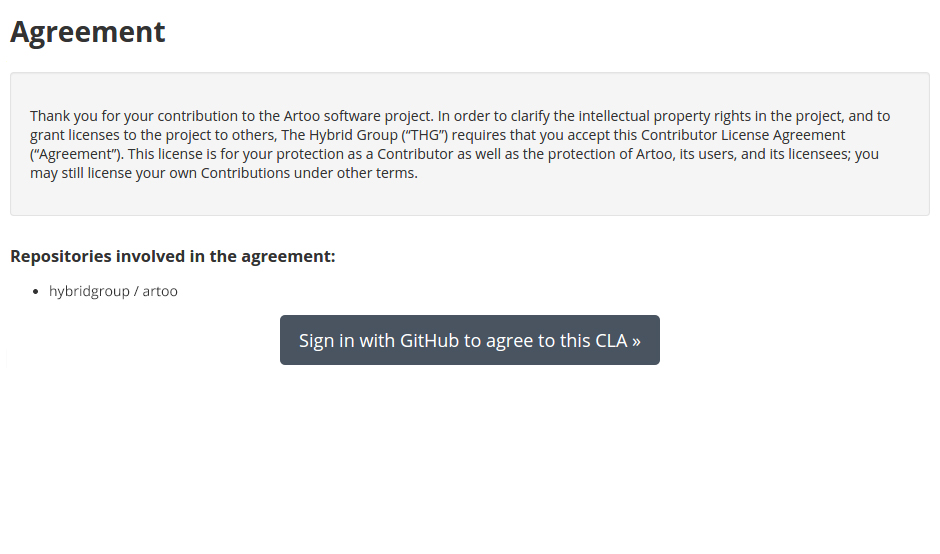 Agreement
Thank you for your contribution to the Artoo software project. In order to clarify the intellectual property rights in the project, and to
grant licenses to the project to others, The Hybrid Group (“THG”) requires that you accept this Contributor License Agreement
(“Agreement”). This license is for your protection as a Contributor as well as the protection of Artoo, its users, and its licensees; you
may still license your own Contributions under other terms.
Repositories involved in the agreement:
• hybridgroup / artoo
Sign in with GitHub to agree to this CLA »